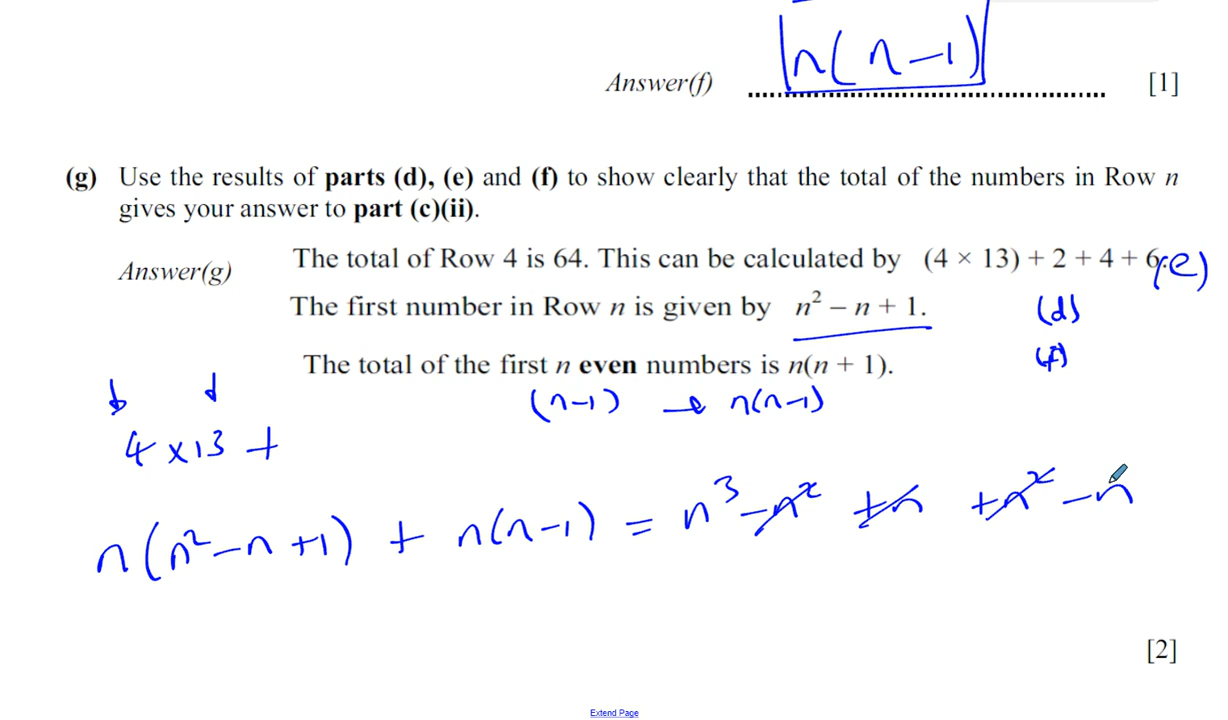 n(n-1)
Answer(f) ........................................ [1]
(g) Use the results of parts (d), (e) and (f) to show clearly that the total of the numbers in Row n
gives your answer to part (c)(ii).
Answer(g) The total of Row 4 is 64. This can be calculated by (4 × 13) + 2 + 4 + 6. (e)
The first number in Row n is given by n² – n + 1. (d)
The total of the first n even numbers is n(n + 1). (f)
(n-1) → n(n-1)
4 × 13 +
n(n² - n + 1) + n(n-1) = n³ - n² + n + n² - n
[2]
Extend Page